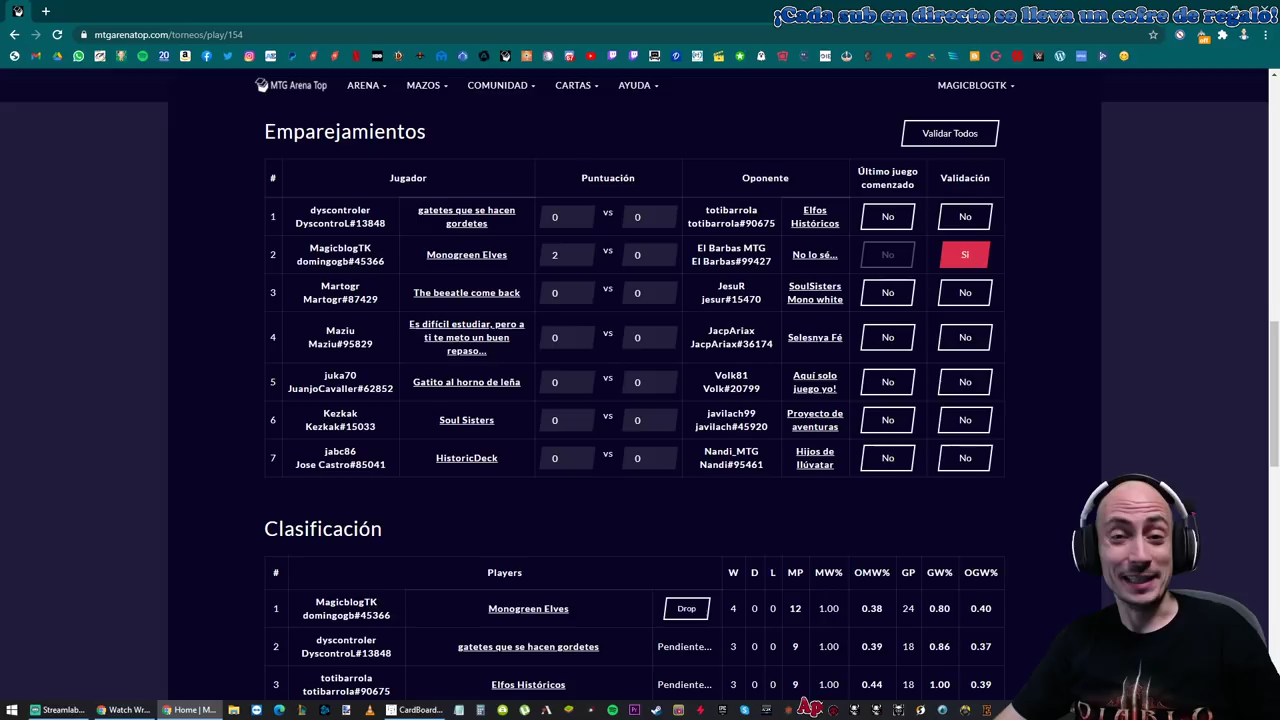 ¡Cada sub en directo se lleva un cofre de regalo!
mtgarenatop.com/torneos/play/154
MTG Arena Top
ARENA
MAZOS
COMUNIDAD
CARTAS
AYUDA
MAGICBLOGTK
Emparejamientos
Validar Todos
# Jugador Puntuación Oponente Último juego comenzado Validación
1 dyscontroler DyscontroL#13848 gatetes que se hacen gordetes 0 vs 0 totibarrola totibarrola#90675 Elfos Históricos No No
2 MagicblogTK domingogb#45366 Monogreen Elves 2 vs 0 El Barbas MTG El Barbas#99427 No lo sé... No Si
3 Martogr Martogr#87429 The beeatle come back 0 vs 0 JesuR jesur#15470 SoulSisters Mono white No No
4 Maziu Maziu#95829 Es difícil estudiar, pero a ti te meto un buen repaso... 0 vs 0 JacpAriax JacpAriax#36174 Selesnya Fé No No
5 juka70 JuanjoCavaller#62852 Gatito al horno de leña 0 vs 0 Volk81 Volk#20799 Aquí solo juego yo! No No
6 Kezkak Kezkak#15033 Soul Sisters 0 vs 0 javilach99 javilach#45920 Proyecto de aventuras No No
7 jabc86 Jose Castro#85041 HistoricDeck 0 vs 0 Nandi_MTG Nandi#95461 Hijos de Ilúvatar No No
Clasificación
# Players W D L MP MW% OMW% GP GW% OGW%
1 MagicblogTK domingogb#45366 Monogreen Elves Drop 4 0 0 12 1.00 0.38 24 0.80 0.40
2 dyscontroler DyscontroL#13848 gatetes que se hacen gordetes Pendiente... 3 0 0 9 1.00 0.39 18 0.86 0.37
3 totibarrola totibarrola#90675 Elfos Históricos Pendiente... 3 0 0 9 1.00 0.44 18 1.00 0.39
Streamlab...
Watch Wr...
Home | M...
CardBoard...